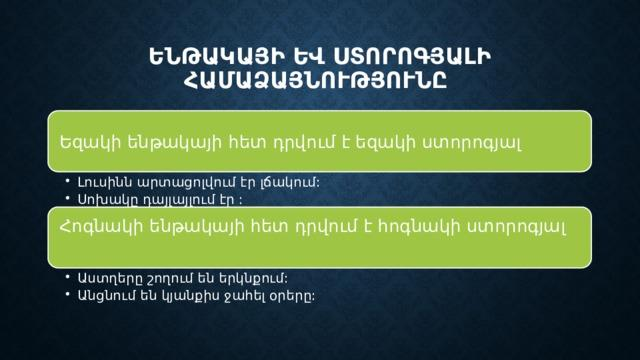 ԵՆԹԱԿԱՅԻ ԵՎ ՍՏՈՐՈԳՅԱԼԻ
ՀԱՄԱՁԱՅՆՈՒԹՅՈՒՆԸ
Եզակի ենթակայի հետ դրվում է եզակի ստորոգյալ
• Լուսինն արտացոլվում էր լճակում:
• Սոխակը դայլայլում էր :
Հոգնակի ենթակայի հետ դրվում է հոգնակի ստորոգյալ
• Աստղերը շողում են երկնքում:
• Անցնում են կյանքիս ջահել օրերը: